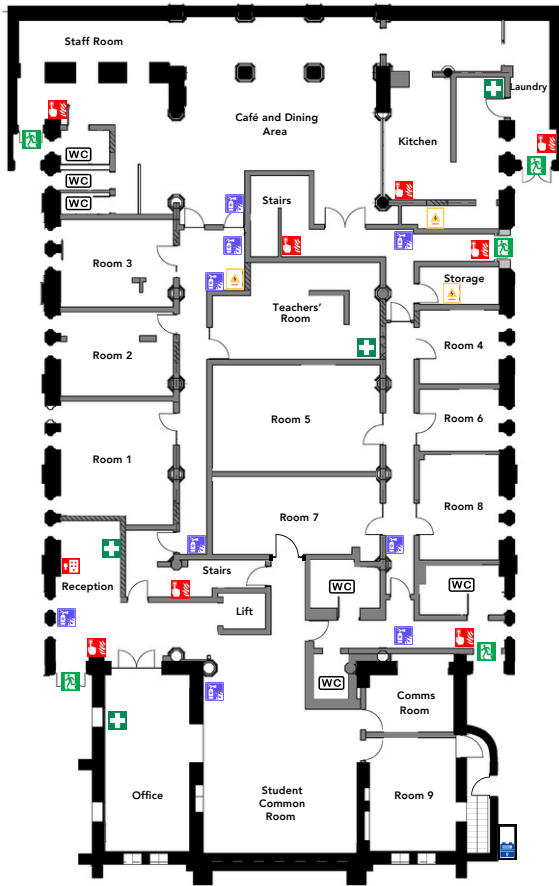 Staff Room
Café and Dining
Area
Kitchen
Laundry
WC
WC
WC
Stairs
Room 3
Storage
Teachers'
Room
Room 2
Room 4
Room 5
Room 6
Room 1
Room 8
Room 7
Reception
Stairs
WC
WC
Lift
WC
Comms
Room
Office
Student
Common
Room
Room 9